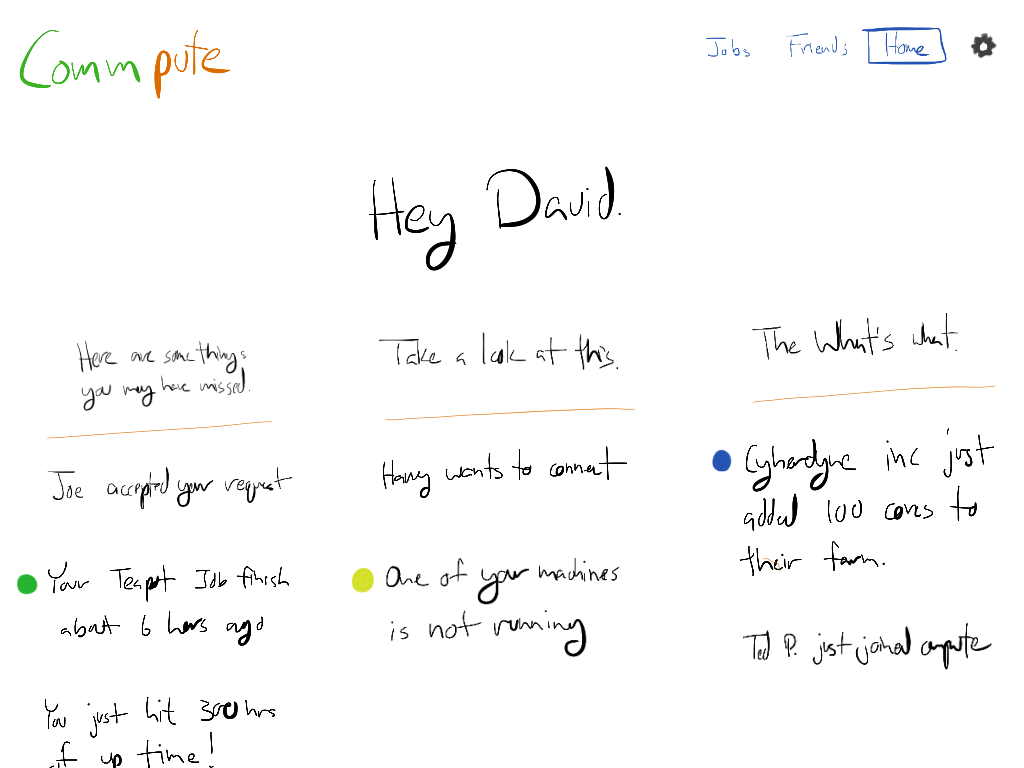 Commpute
Jobs Friends Home
Hey David.
Here are some things
you may have missed.
Joe accepted your request
Your Teapot Job finish
about 6 hours ago
You just hit 300 hrs
of up time!
Take a look at this.
Harry wants to connect
One of your machines
is not running
The What's what.
Cyberdyne inc just
added 100 cores to
their farm.
Ted P. just joined compute